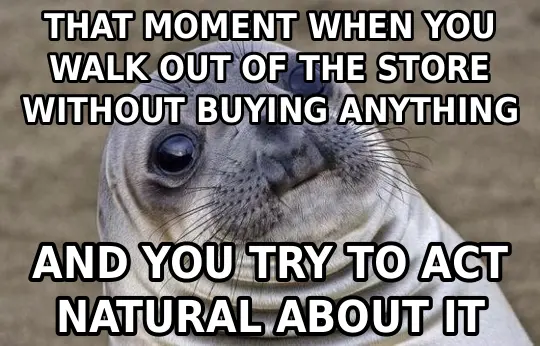 THAT MOMENT WHEN YOU
WALK OUT OF THE STORE
WITHOUT BUYING ANYTHING
AND YOU TRY TO ACT
NATURAL ABOUT IT